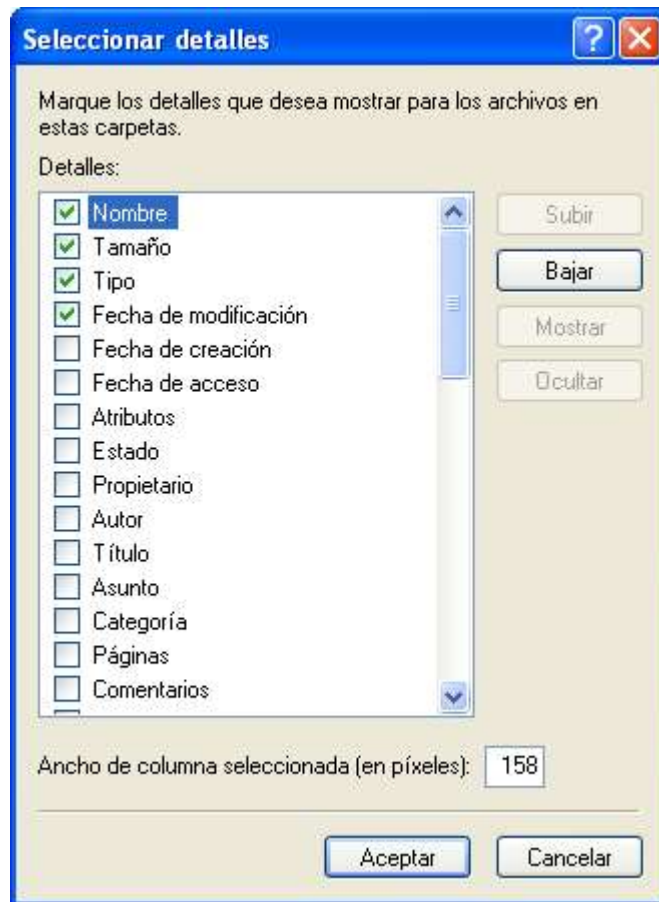 Seleccionar detalles
Marque los detalles que desea mostrar para los archivos en
estas carpetas.
Detalles:
Nombre
Tamaño
Tipo
Fecha de modificación
Fecha de creación
Fecha de acceso
Atributos
Estado
Propietario
Autor
Título
Asunto
Categoría
Páginas
Comentarios
Subir
Bajar
Mostrar
Ocultar
Ancho de columna seleccionada (en píxeles): 158
Aceptar Cancelar